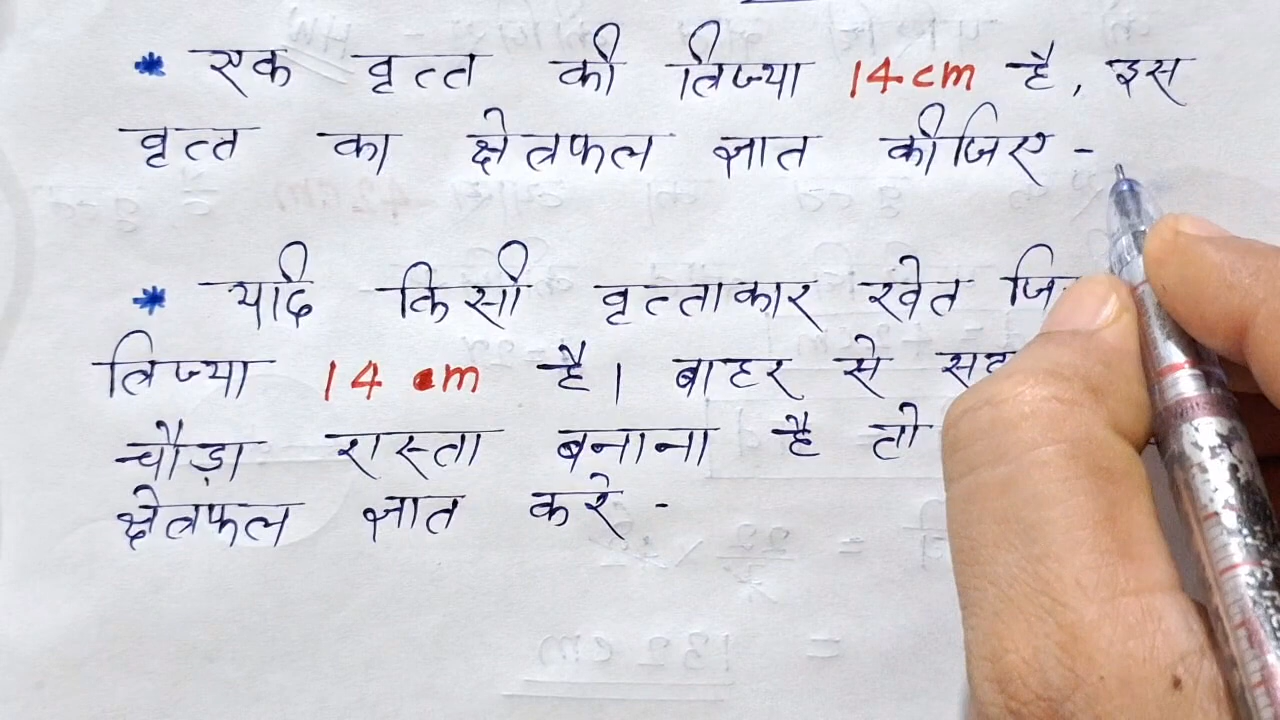 * एक वृत्त की त्रिज्या 14cm है, इस
वृत्त का क्षेत्रफल ज्ञात कीजिए -
* यदि किसी वृत्ताकार खेत
त्रिज्या 14 cm है। बाहर से
चौड़ा रास्ता बनाना है तो
क्षेत्रफल ज्ञात करे -